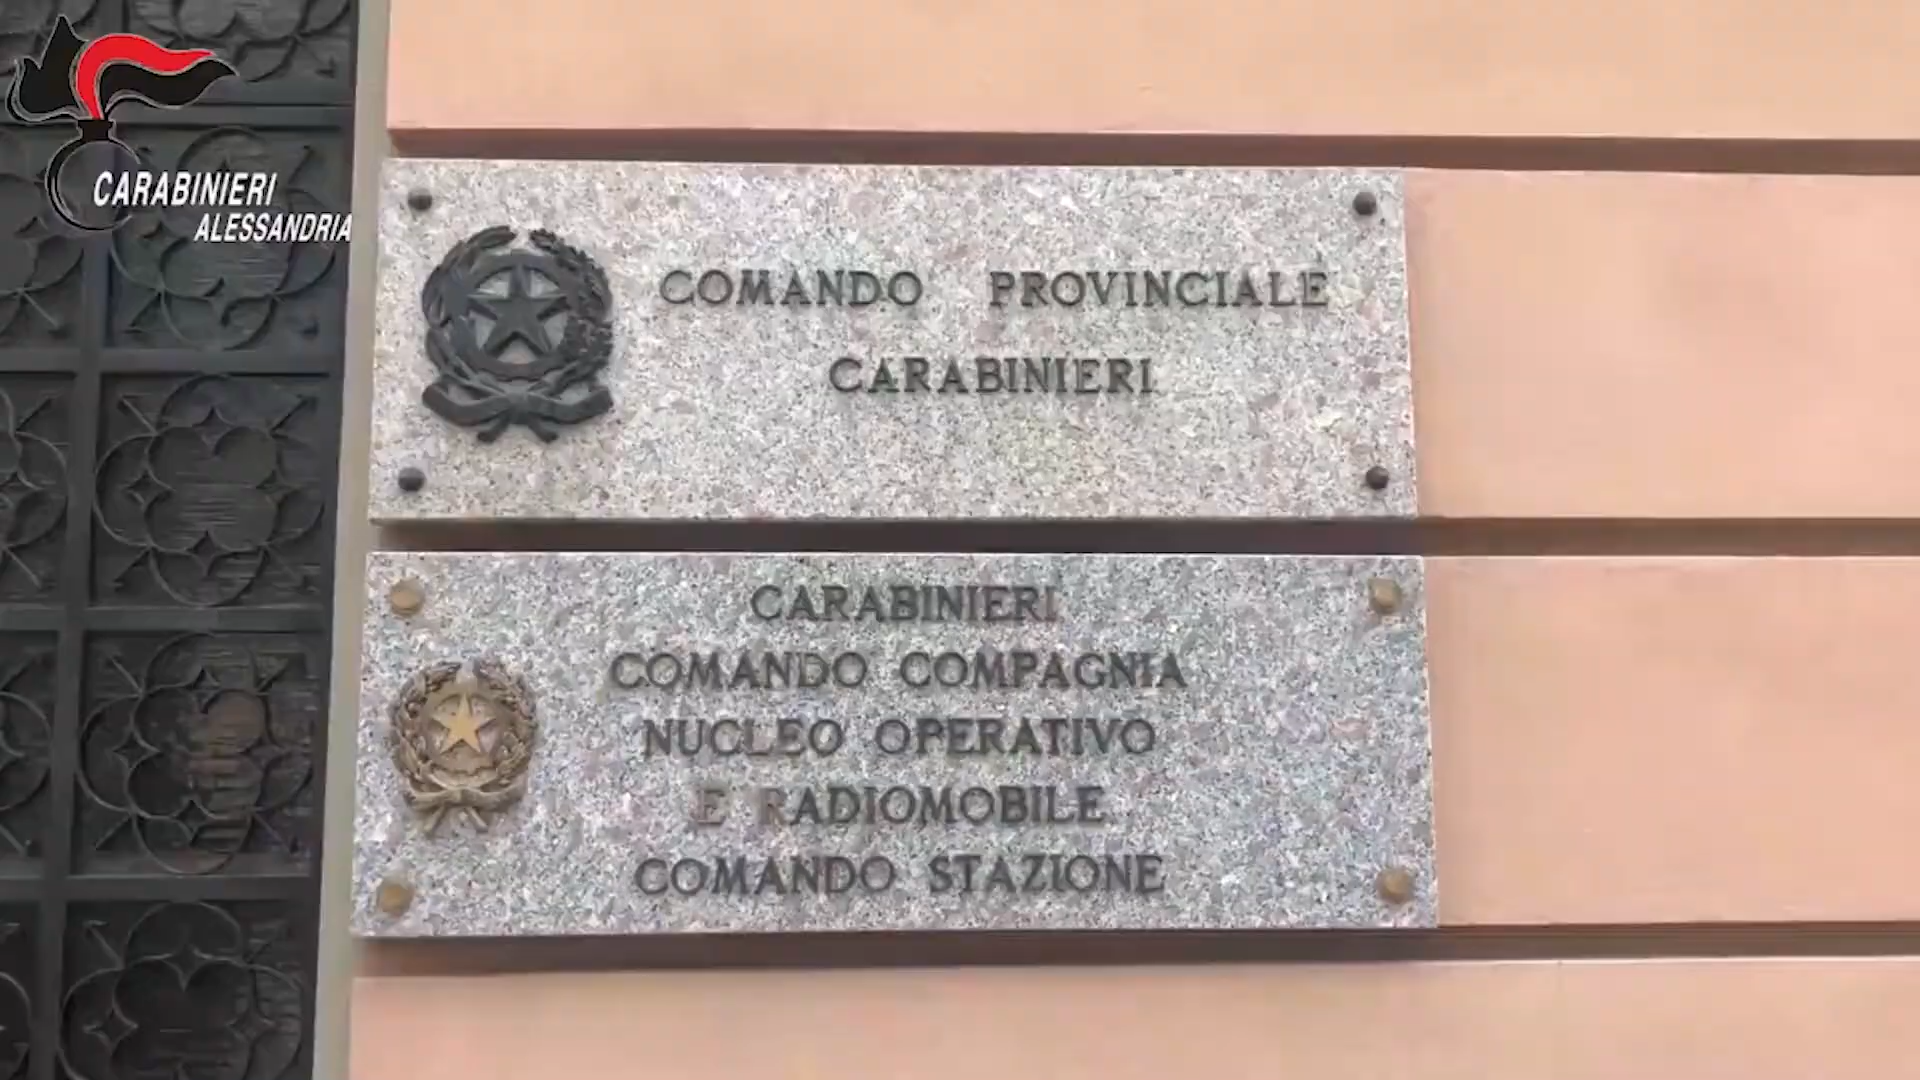 CARABINIERI
ALESSANDRIA
COMANDO PROVINCIALE
CARABINIERI
CARABINIERI
COMANDO COMPAGNIA
NUCLEO OPERATIVO
E RADIOMOBILE
COMANDO STAZIONE